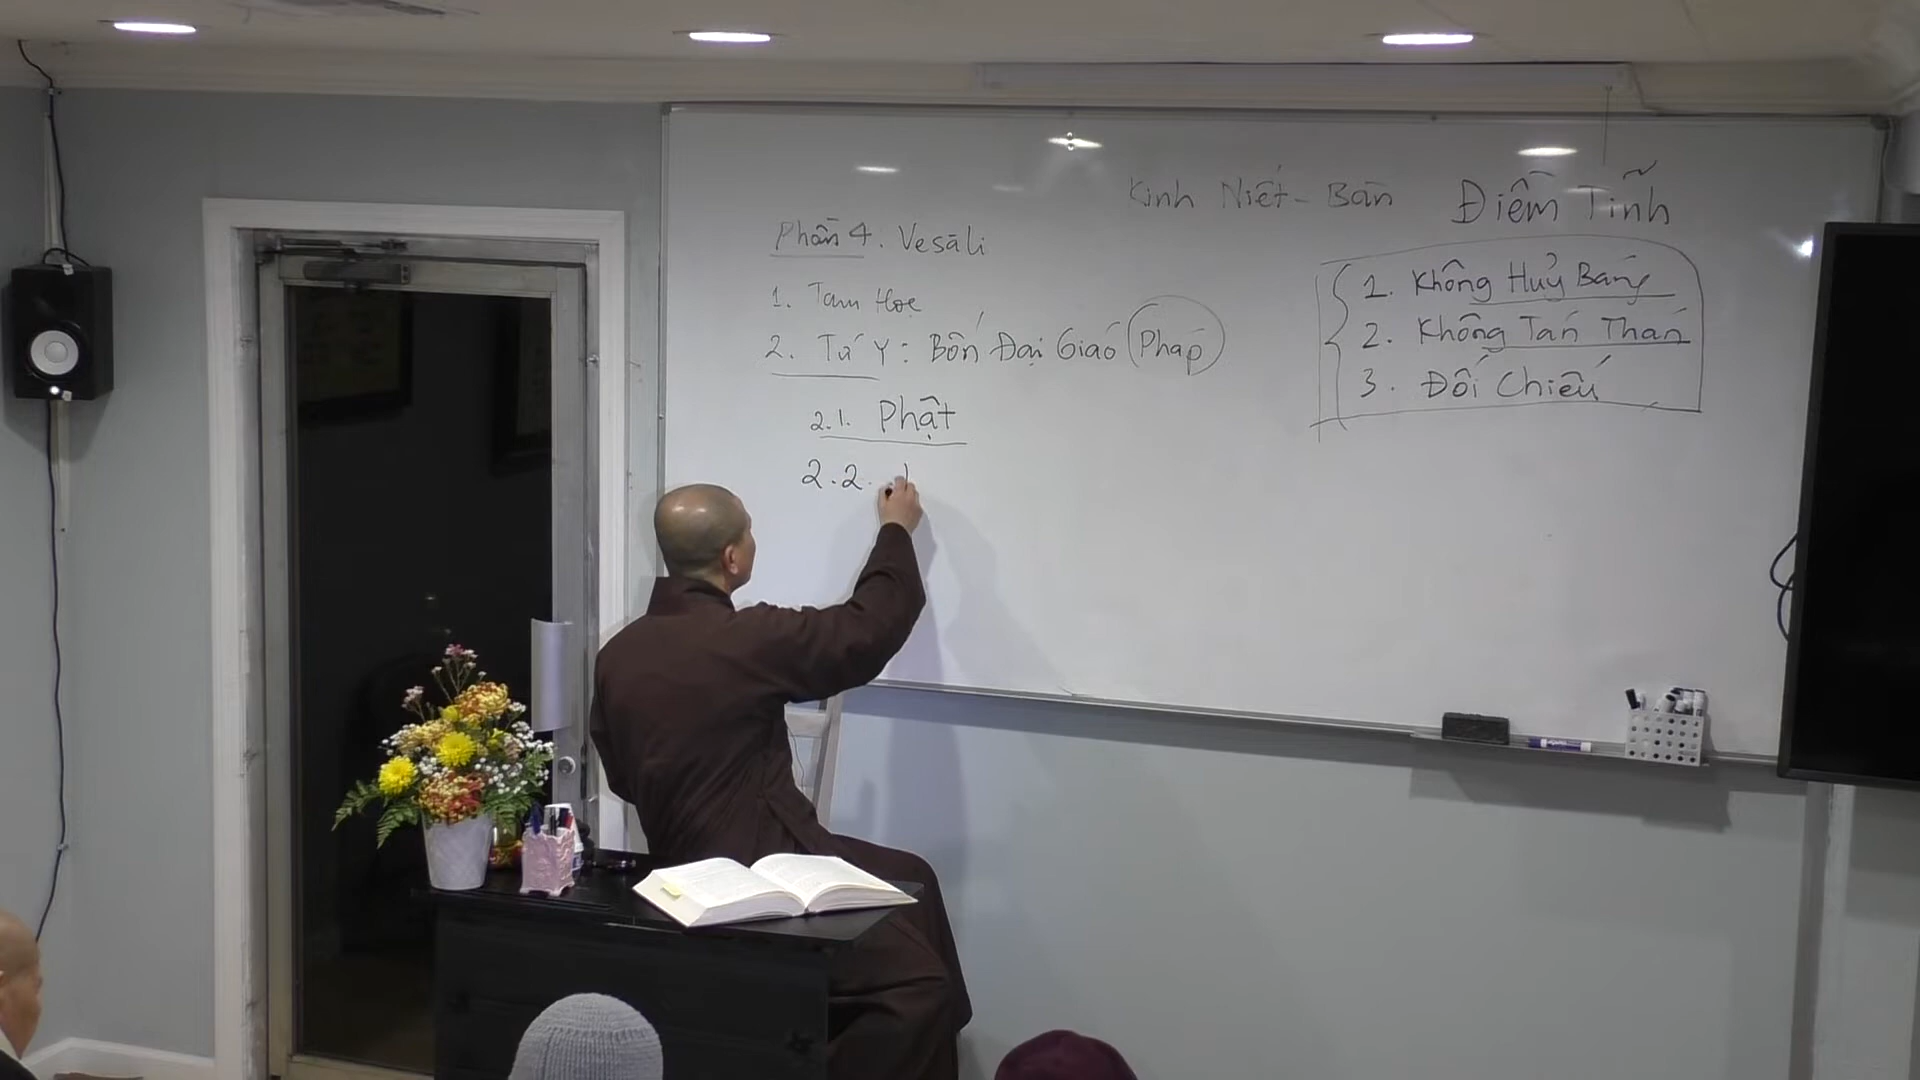 Kinh Niết-Bàn Điềm Tĩnh
Phần 4. Vesāli
1. Tam Học
2. Tứ Y: Bốn Đại Giáo Pháp
2.1. Phật
2.2.
1. Không Huỷ Báng
2. Không Tán Thán
3. Đối Chiếu